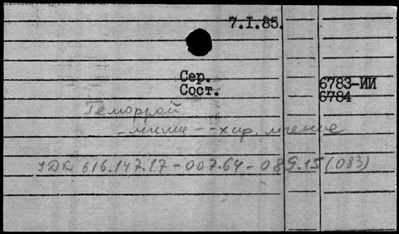 7.I.85.
Сер.
Сост.
6783-ИИ
6784
Геморрой
-лечение -- хир. лечение
УДК 616.147.17-007.64-089.15 (083)